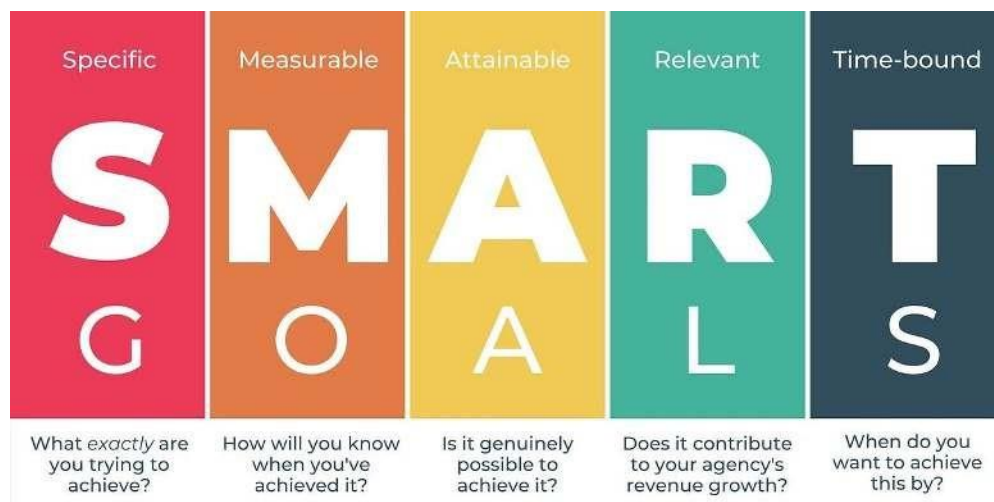 Specific
Measurable
Attainable
Relevant
Time-bound
SMART
GOALS
What exactly are
you trying to
achieve?
How will you know
when you've
achieved it?
Is it genuinely
possible to
achieve it?
Does it contribute
to your agency's
revenue growth?
When do you
want to achieve
this by?